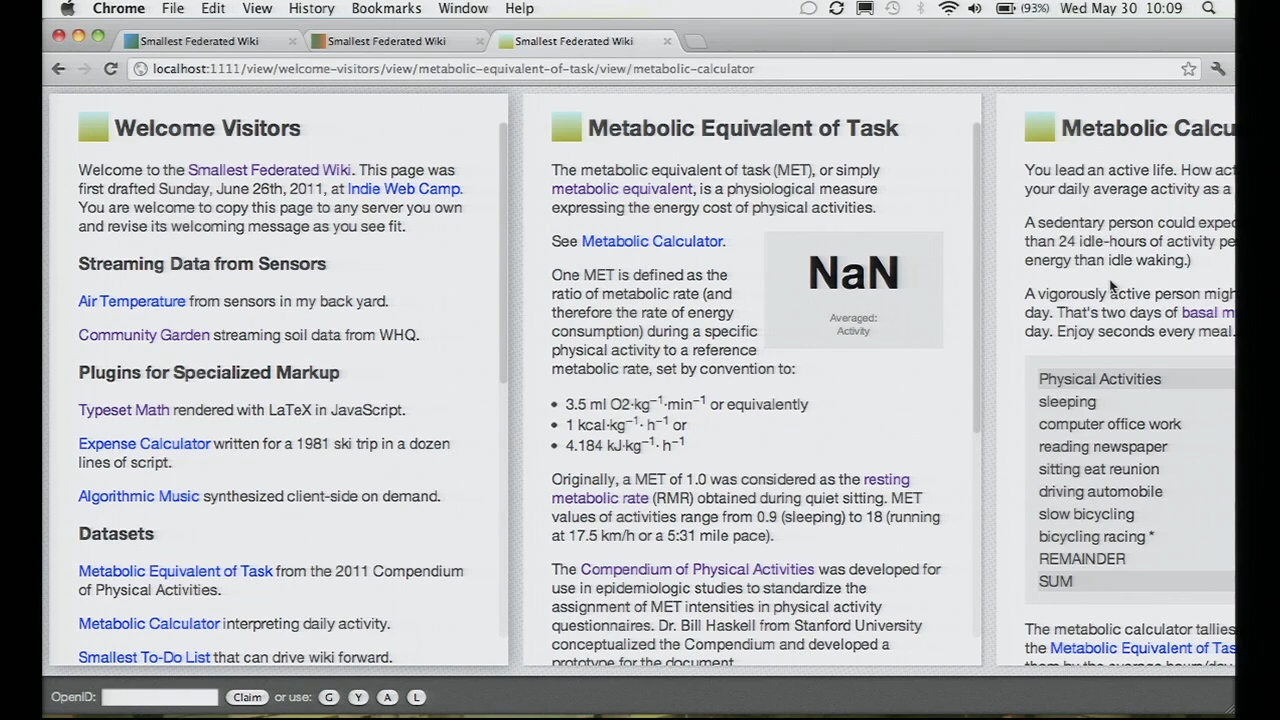 Chrome File Edit View History Bookmarks Window Help (93%) Wed May 30 10:09
Smallest Federated Wiki Smallest Federated Wiki Smallest Federated Wiki
localhost:1111/view/welcome-visitors/view/metabolic-equivalent-of-task/view/metabolic-calculator
Welcome Visitors
Welcome to the Smallest Federated Wiki. This page was
first drafted Sunday, June 26th, 2011, at Indie Web Camp.
You are welcome to copy this page to any server you own
and revise its welcoming message as you see fit.
Streaming Data from Sensors
Air Temperature from sensors in my back yard.
Community Garden streaming soil data from WHQ.
Plugins for Specialized Markup
Typeset Math rendered with LaTeX in JavaScript.
Expense Calculator written for a 1981 ski trip in a dozen
lines of script.
Algorithmic Music synthesized client-side on demand.
Datasets
Metabolic Equivalent of Task from the 2011 Compendium
of Physical Activities.
Metabolic Calculator interpreting daily activity.
Smallest To-Do List that can drive wiki forward.
Metabolic Equivalent of Task
The metabolic equivalent of task (MET), or simply
metabolic equivalent, is a physiological measure
expressing the energy cost of physical activities.
See Metabolic Calculator.
One MET is defined as the
ratio of metabolic rate (and
therefore the rate of energy
consumption) during a specific
physical activity to a reference
metabolic rate, set by convention to:
NaN
Averaged:
Activity
• 3.5 ml O2·kg⁻¹·min⁻¹ or equivalently
• 1 kcal·kg⁻¹· h⁻¹ or
• 4.184 kJ·kg⁻¹· h⁻¹
Originally, a MET of 1.0 was considered as the resting
metabolic rate (RMR) obtained during quiet sitting. MET
values of activities range from 0.9 (sleeping) to 18 (running
at 17.5 km/h or a 5:31 mile pace).
The Compendium of Physical Activities was developed for
use in epidemiologic studies to standardize the
assignment of MET intensities in physical activity
questionnaires. Dr. Bill Haskell from Stanford University
conceptualized the Compendium and developed a
prototype for the document.
Metabolic Calcu
You lead an active life. How act
your daily average activity as a
A sedentary person could expec
than 24 idle-hours of activity pe
energy than idle waking.)
A vigorously active person migh
day. That's two days of basal m
day. Enjoy seconds every meal.
Physical Activities
sleeping
computer office work
reading newspaper
sitting eat reunion
driving automobile
slow bicycling
bicycling racing *
REMAINDER
SUM
The metabolic calculator tallies
the Metabolic Equivalent of Tas
them by the average hours/day
OpenID: Claim or use: G Y A L